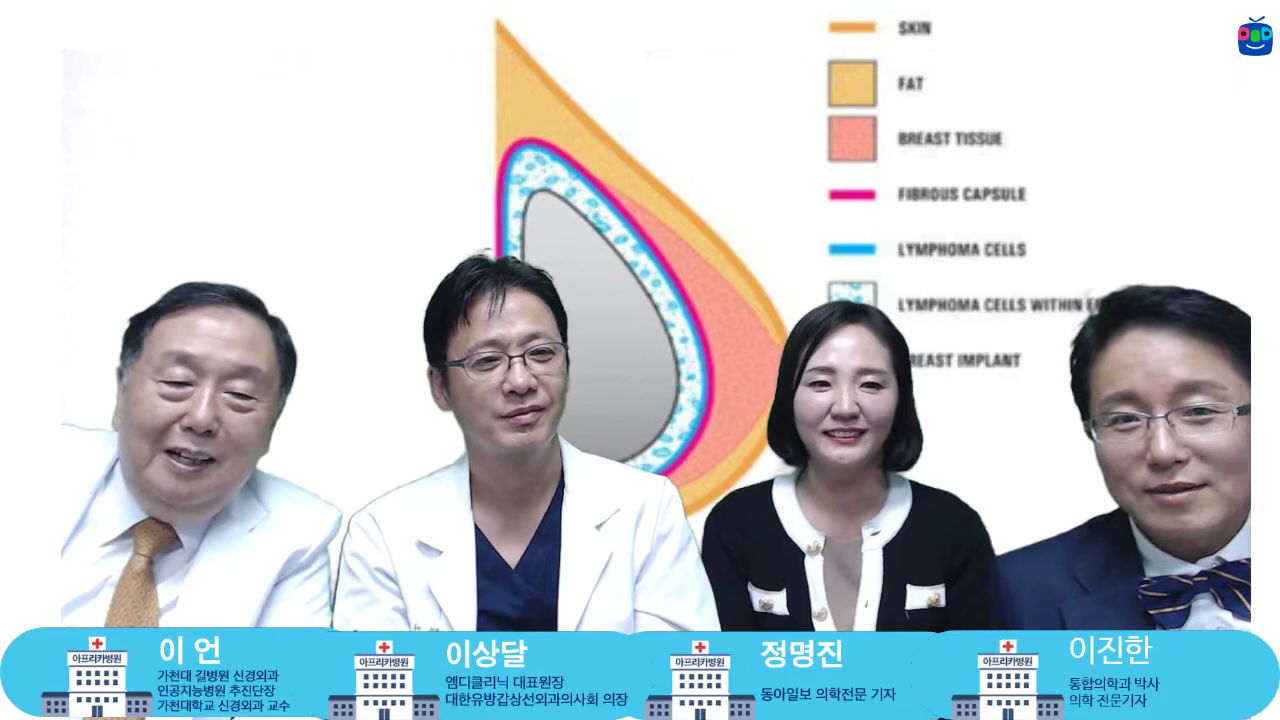 SKIN
FAT
BREAST TISSUE
FIBROUS CAPSULE
LYMPHOMA CELLS
LYMPHOMA CELLS WITHIN
BREAST IMPLANT
아프리카병원
이 언
가천대 길병원 신경외과
인공지능병원 추진단장
가천대학교 신경외과 교수
아프리카병원
이상달
엠디클리닉 대표원장
대한유방갑상선외과의사회 의장
아프리카병원
정명진
동아일보 의학전문 기자
아프리카병원
이진한
통합의학과 박사
의학 전문기자